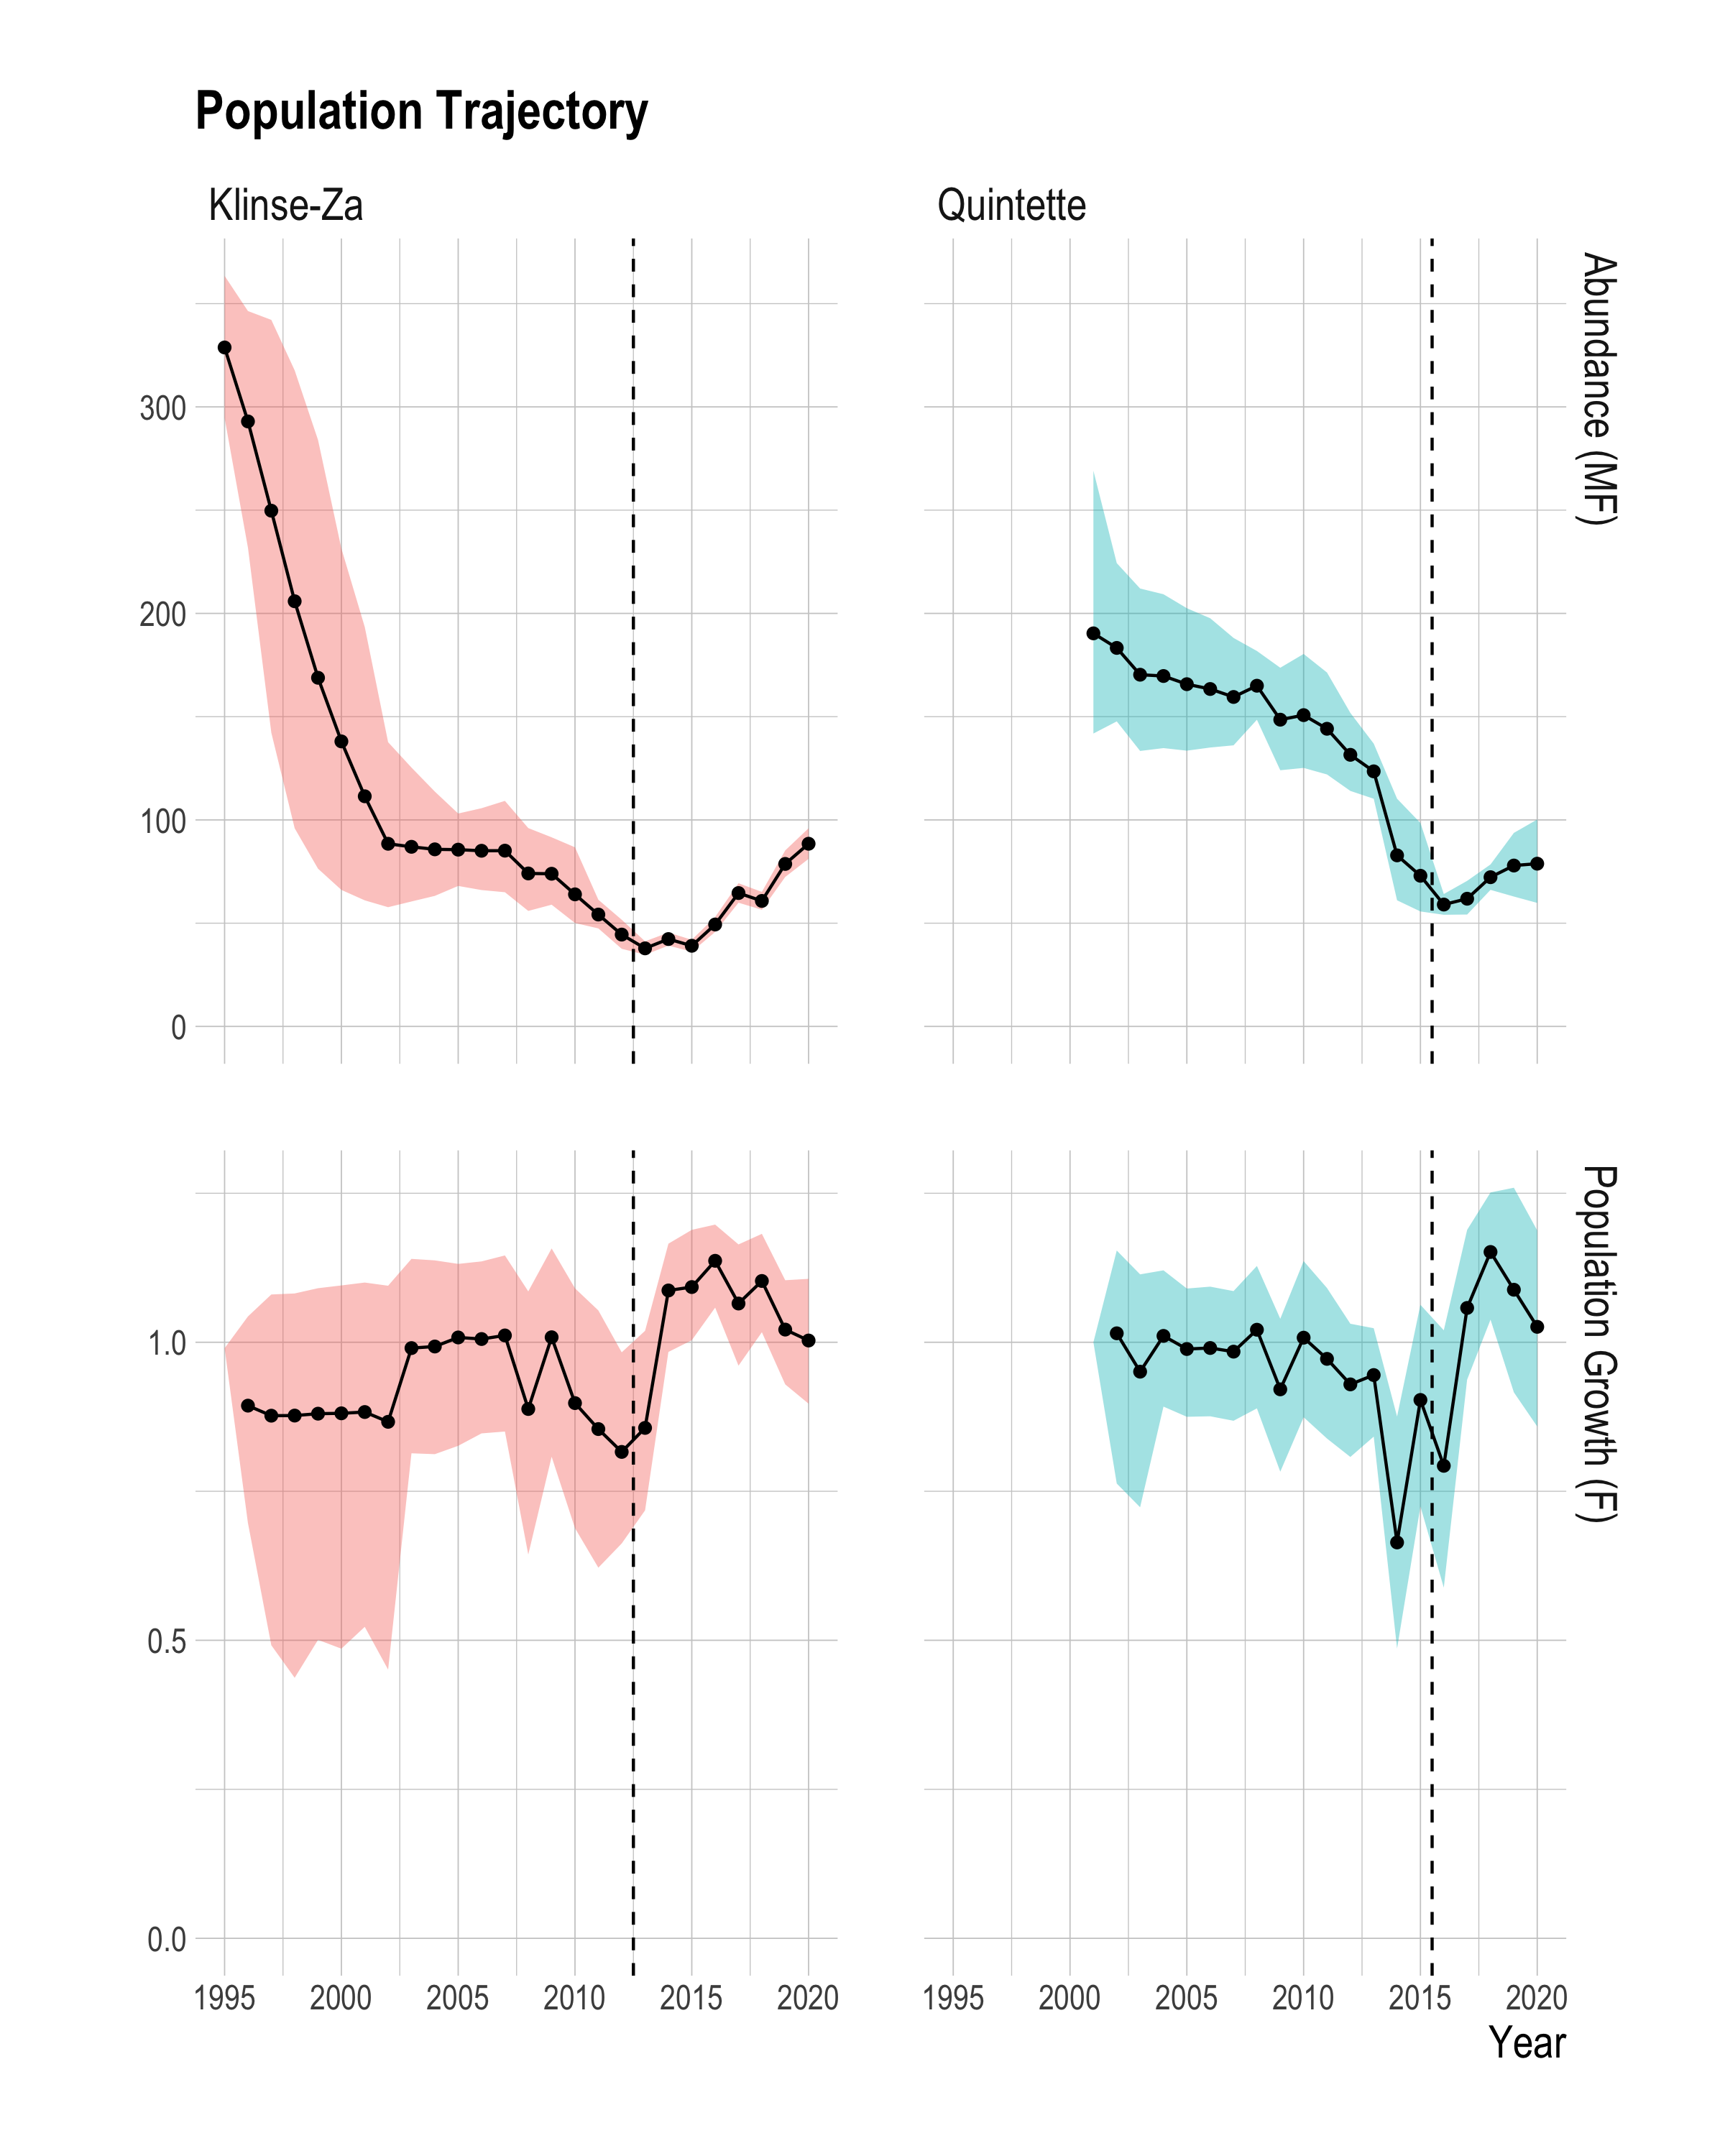 Population Trajectory
Klinse-Za
Quintette
Abundance (MF)
300
200
100
0
Population Growth (F)
1.0
0.5
0.0
1995 2000 2005 2010 2015 2020
1995 2000 2005 2010 2015 2020
Year